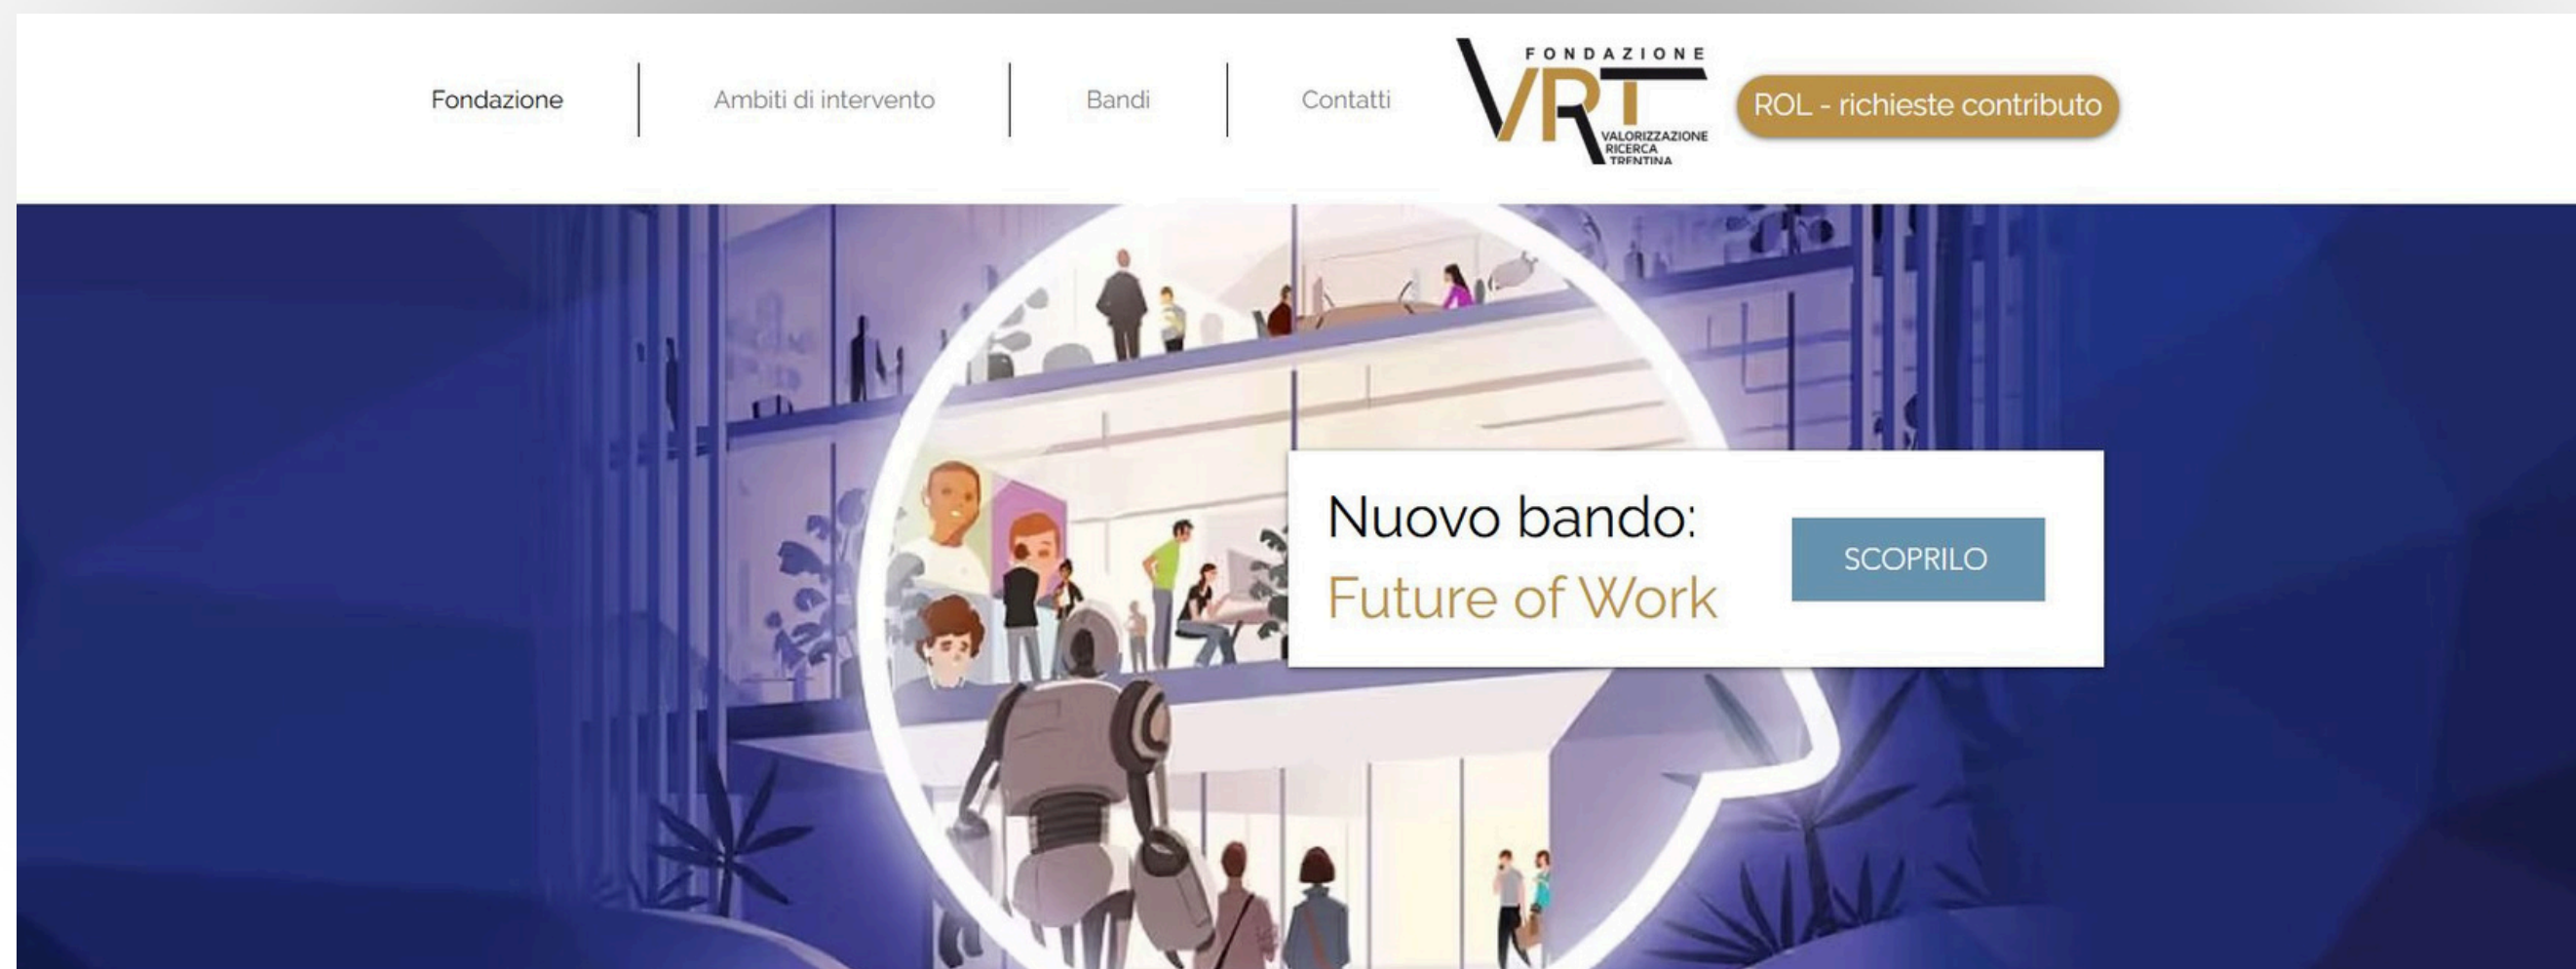 Fondazione
Ambiti di intervento
Bandi
Contatti
FONDAZIONE
VRT
VALORIZZAZIONE
RICERCA
TRENTINA
ROL - richieste contributo
Nuovo bando:
Future of Work
SCOPRILO